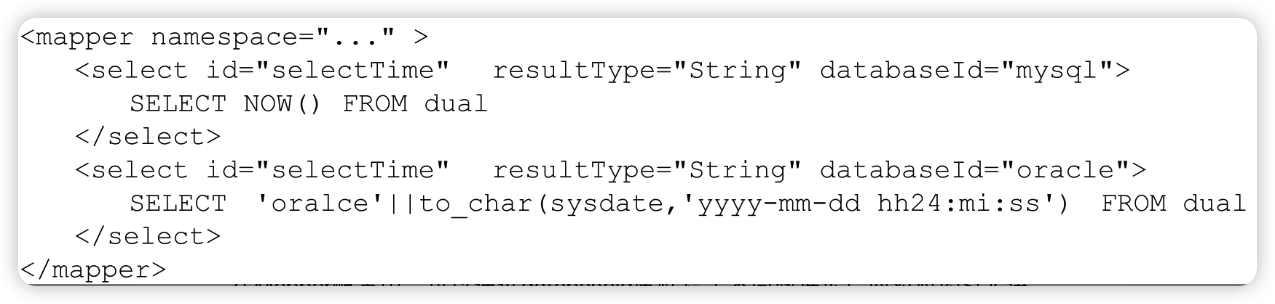 <mapper namespace="..." >
<select id="selectTime"  resultType="String" databaseId="mysql">
SELECT NOW() FROM dual
</select>
<select id="selectTime"  resultType="String" databaseId="oracle">
SELECT  'oralce'||to_char(sysdate,'yyyy-mm-dd hh24:mi:ss')  FROM dual
</select>
</mapper>